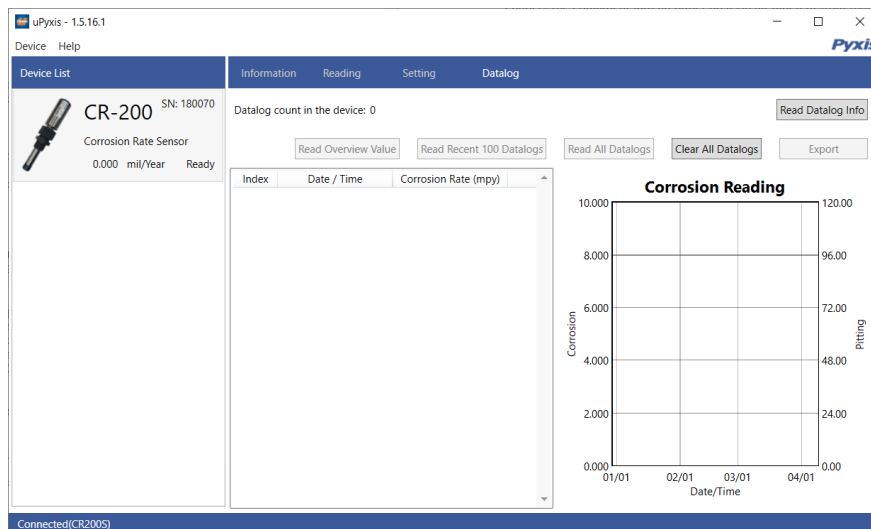 uPyxis - 1.5.16.1
Device Help
Pyxis
Device List
Information Reading Setting Datalog
CR-200 SN: 180070
Corrosion Rate Sensor
0.000 mil/Year Ready
Datalog count in the device: 0
Read Datalog Info
Read Overview Value Read Recent 100 Datalogs Read All Datalogs Clear All Datalogs Export
Index Date / Time Corrosion Rate (mpy)
Corrosion Reading
10.000 120.00
8.000 96.00
6.000 72.00
Corrosion
Pitting
4.000 48.00
2.000 24.00
0.000 0.00
01/01 02/01 03/01 04/01
Date/Time
Connected(CR200S)